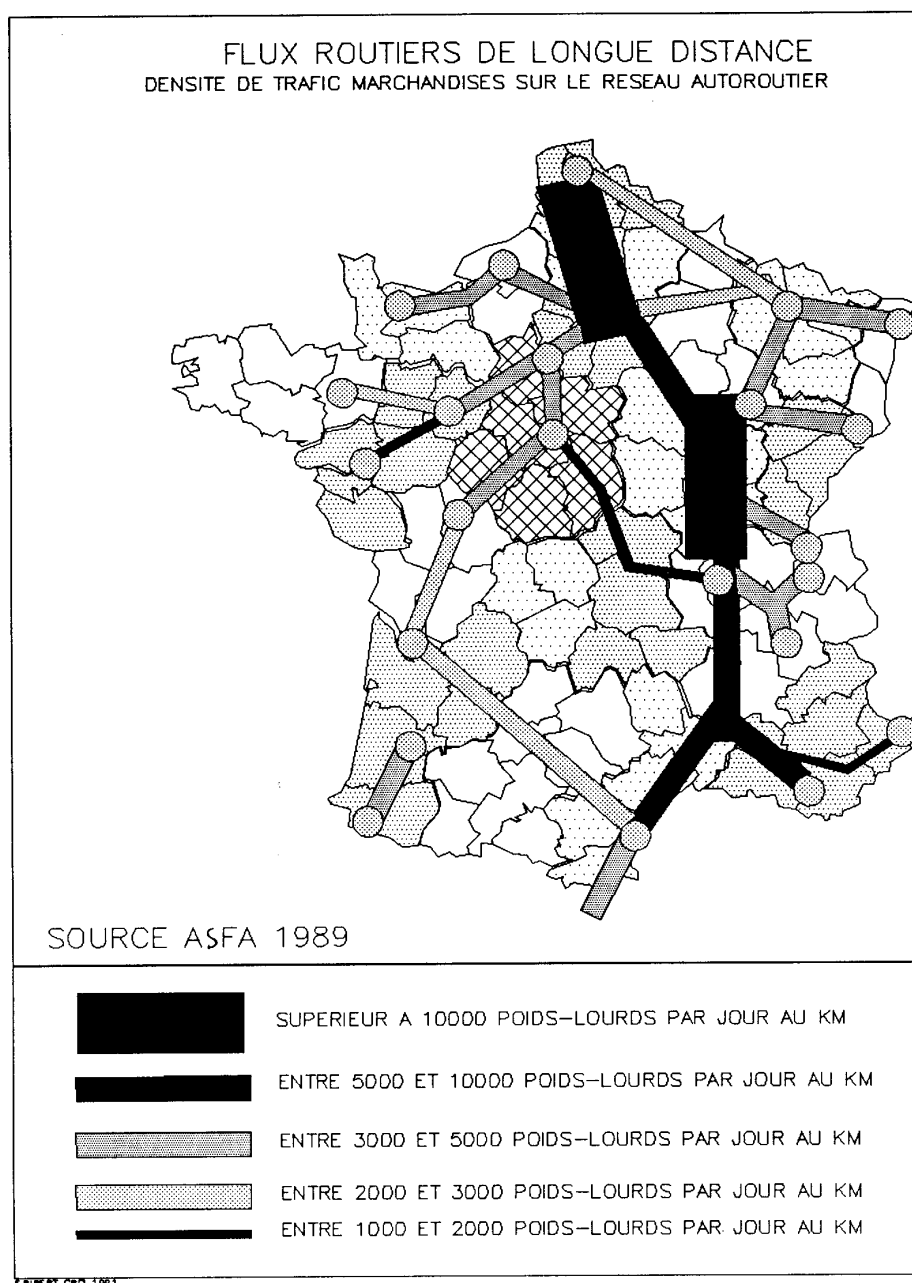 FLUX ROUTIERS DE LONGUE DISTANCE
DENSITE DE TRAFIC MARCHANDISES SUR LE RESEAU AUTOROUTIER
SOURCE ASFA 1989
SUPERIEUR A 10000 POIDS-LOURDS PAR JOUR AU KM
ENTRE 5000 ET 10000 POIDS-LOURDS PAR JOUR AU KM
ENTRE 3000 ET 5000 POIDS-LOURDS PAR JOUR AU KM
ENTRE 2000 ET 3000 POIDS-LOURDS PAR JOUR AU KM
ENTRE 1000 ET 2000 POIDS-LOURDS PAR JOUR AU KM